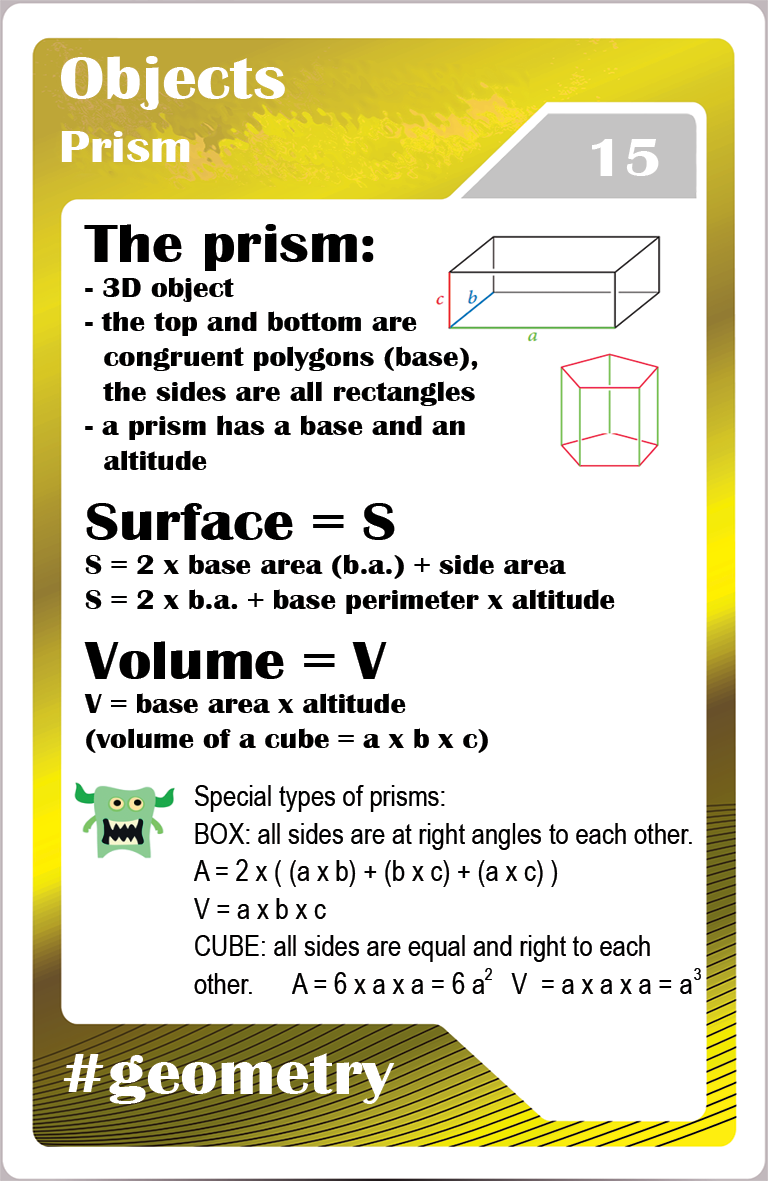 Objects
Prism
15
The prism:
- 3D object
- the top and bottom are
congruent polygons (base),
the sides are all rectangles
- a prism has a base and an
altitude
c
b
a
Surface = S
S = 2 x base area (b.a.) + side area
S = 2 x b.a. + base perimeter x altitude
Volume = V
V = base area x altitude
(volume of a cube = a x b x c)
Special types of prisms:
BOX: all sides are at right angles to each other.
A = 2 x ( (a x b) + (b x c) + (a x c) )
V = a x b x c
CUBE: all sides are equal and right to each
other. A = 6 x a x a = 6 a² V = a x a x a = a³
#geometry